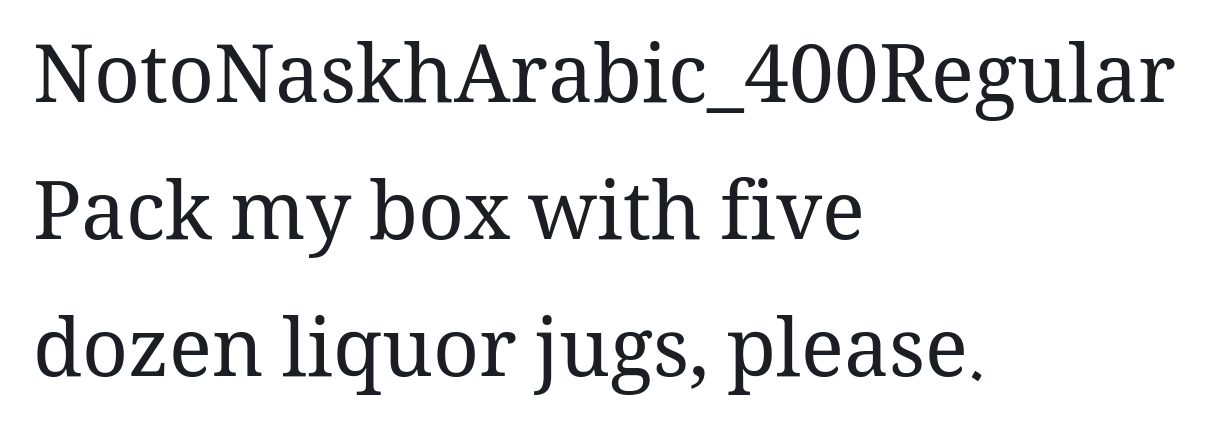 NotoNaskhArabic_400Regular
Pack my box with five
dozen liquor jugs, please.